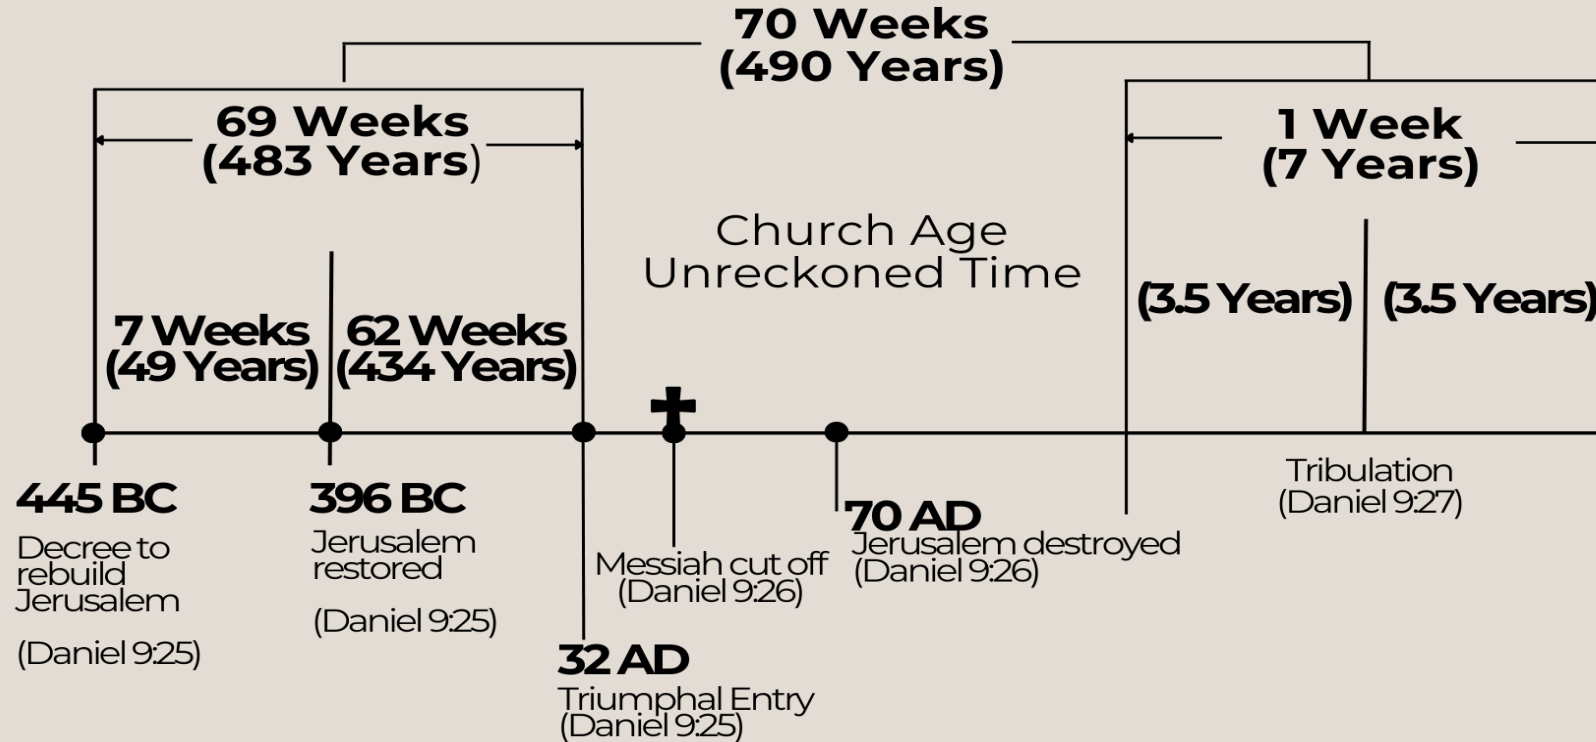 70 Weeks
(490 Years)
69 Weeks
(483 Years)
1 Week
(7 Years)
Church Age
Unreckoned Time
7 Weeks
(49 Years)
62 Weeks
(434 Years)
(3.5 Years)
(3.5 Years)
445 BC
Decree to
rebuild
Jerusalem
(Daniel 9:25)
396 BC
Jerusalem
restored
(Daniel 9:25)
32 AD
Triumphal Entry
(Daniel 9:25)
Messiah cut off
(Daniel 9:26)
70 AD
Jerusalem destroyed
(Daniel 9:26)
Tribulation
(Daniel 9:27)